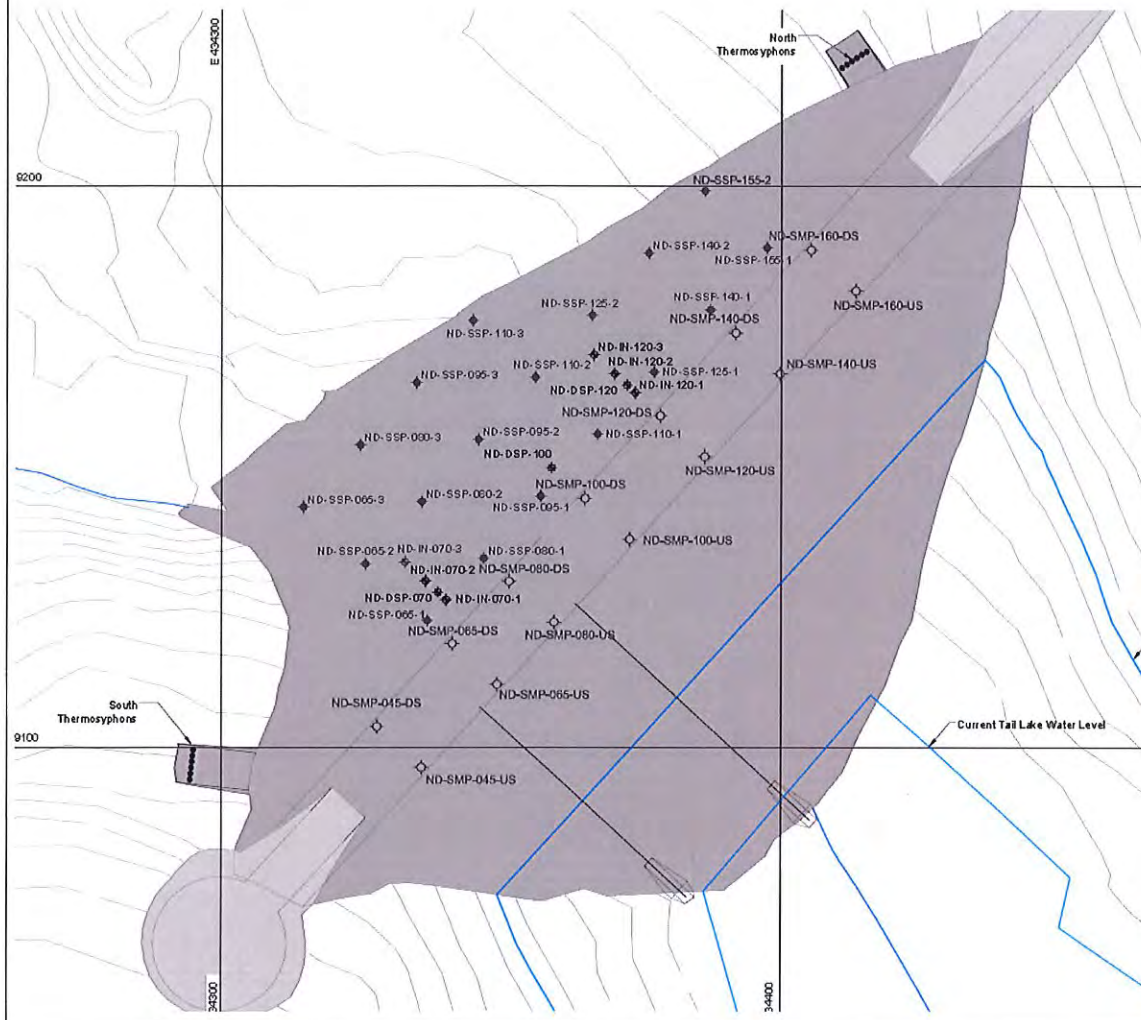 E 434300
North
Thermosyphons
9200
ND-SSP-155-2
ND-SMP-160-DS
ND-SSP-140-2
ND-SSP-155-1
ND-SMP-160-US
ND-SSP-140-1
ND-SSP-125-2
ND-SMP-140-DS
ND-SSP-110-3
ND-IN-120-3
ND-IN-120-2
ND-SSP-110-2
ND-SSP-125-1
ND-SMP-140-US
ND-SSP-095-3
ND-IN-120-1
ND-DSP-120
ND-SMP-120-DS
ND-SSP-110-1
ND-SSP-080-3
ND-SSP-095-2
ND-DSP-100
ND-SMP-120-US
ND-SMP-100-DS
ND-SSP-080-2
ND-SSP-065-3
ND-SSP-095-1
ND-SMP-100-US
ND-SSP-065-2
ND-IN-070-3
ND-SSP-080-1
ND-IN-070-2
ND-SMP-080-DS
ND-DSP-070
ND-IN-070-1
ND-SSP-065-1
ND-SMP-080-US
ND-SMP-065-DS
ND-SMP-065-US
South
Thermosyphons
ND-SMP-045-DS
Current Tail Lake Water Level
9100
ND-SMP-045-US
34300
34400